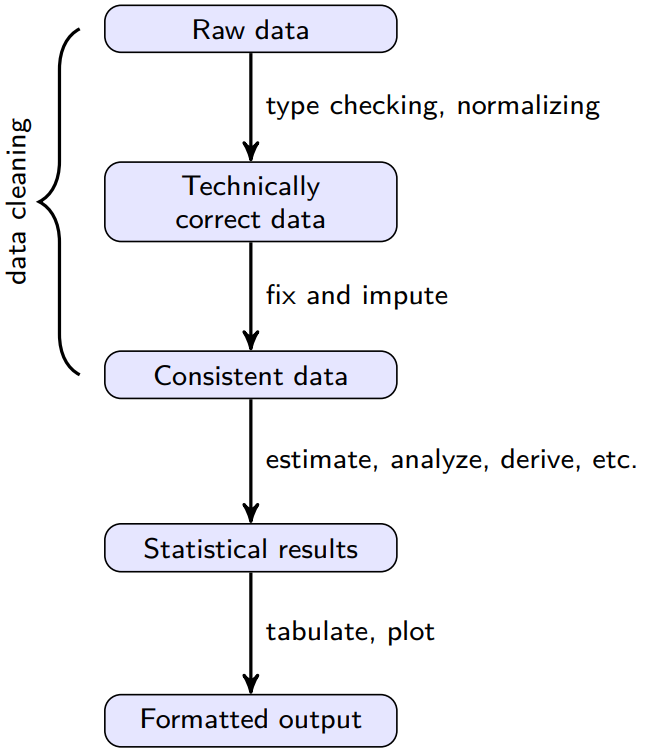 Raw data
type checking, normalizing
Technically
correct data
data cleaning
fix and impute
Consistent data
estimate, analyze, derive, etc.
Statistical results
tabulate, plot
Formatted output